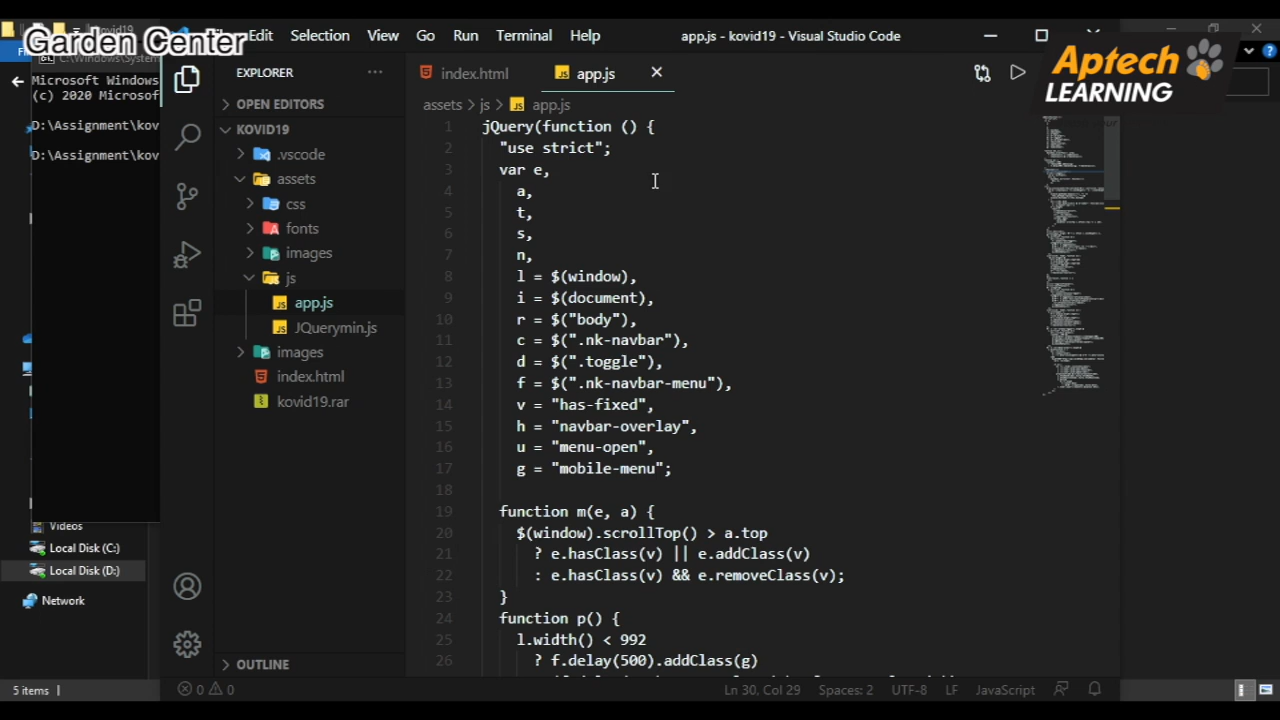 Garden Center
Edit Selection View Go Run Terminal Help
app.js - kovid19 - Visual Studio Code
Aptech
LEARNING
kovid19
C:\Windows\System
Microsoft Windows
(c) 2020 Microsof
D:\Assignment\kov
D:\Assignment\kov
EXPLORER
OPEN EDITORS
KOVID19
.vscode
assets
css
fonts
images
js
app.js
JQuerymin.js
images
index.html
kovid19.rar
OUTLINE
index.html
app.js
assets > js > app.js
1 jQuery(function () {
2 "use strict";
3 var e,
4 a,
5 t,
6 s,
7 n,
8 l = $(window),
9 i = $(document),
10 r = $("body"),
11 c = $(".nk-navbar"),
12 d = $(".toggle"),
13 f = $(".nk-navbar-menu"),
14 v = "has-fixed",
15 h = "navbar-overlay",
16 u = "menu-open",
17 g = "mobile-menu";
18
19 function m(e, a) {
20 $(window).scrollTop() > a.top
21 ? e.hasClass(v) || e.addClass(v)
22 : e.hasClass(v) && e.removeClass(v);
23 }
24 function p() {
25 l.width() < 992
26 ? f.delay(500).addClass(g)
Videos
Local Disk (C:)
Local Disk (D:)
Network
5 items
0 0
Ln 30, Col 29 Spaces: 2 UTF-8 LF JavaScript